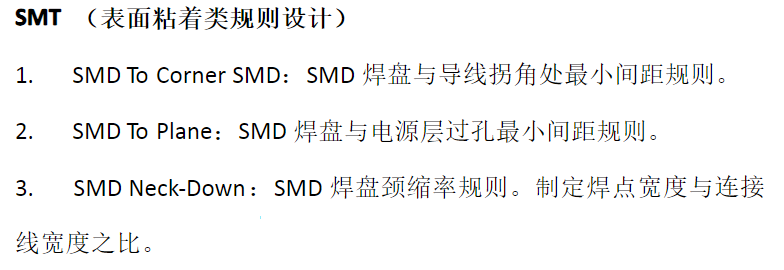 SMT （表面粘着类规则设计）
1. SMD To Corner SMD：SMD 焊盘与导线拐角处最小间距规则。
2. SMD To Plane：SMD 焊盘与电源层过孔最小间距规则。
3. SMD Neck-Down：SMD 焊盘颈缩率规则。制定焊点宽度与连接
线宽度之比。